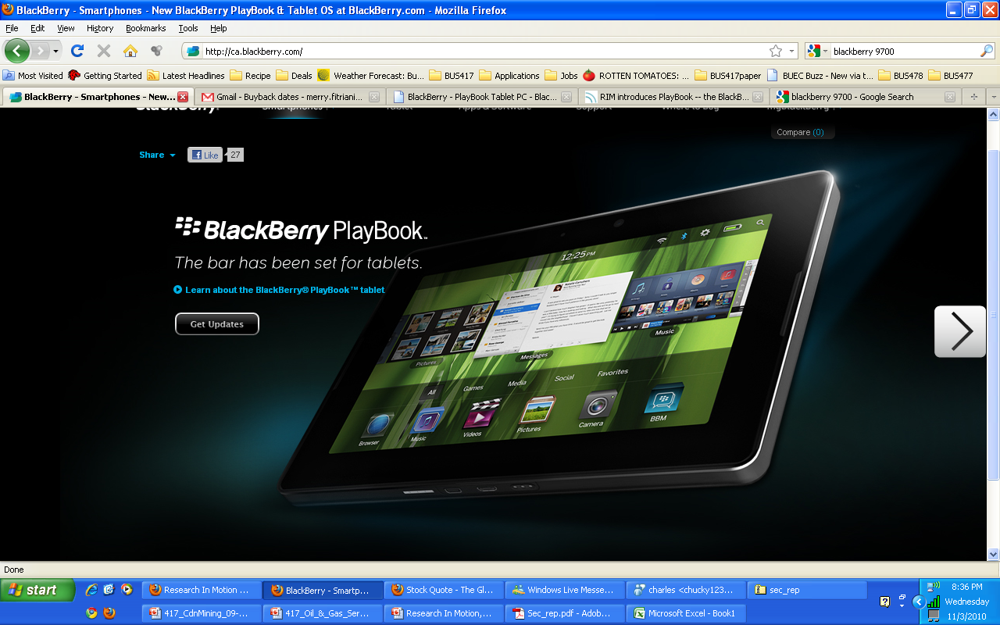 BlackBerry - Smartphones - New BlackBerry PlayBook & Tablet OS at BlackBerry.com - Mozilla Firefox
File Edit View History Bookmarks Tools Help
http://ca.blackberry.com/ blackberry 9700
Most Visited Getting Started Latest Headlines Recipe Deals Weather Forecast: Bu... BUS417 Applications Jobs ROTTEN TOMATOES: ... BUS417paper BUEC Buzz - New via t... BUS478 BUS477
BlackBerry - Smartphones - New... Gmail - Buyback dates - merry.fitriani... BlackBerry - PlayBook Tablet PC - Blac... RIM introduces PlayBook -- the BlackB... blackberry 9700 - Google Search
Compare (0)
Share Like 27
BlackBerry PlayBook™
The bar has been set for tablets.
Learn about the BlackBerry® PlayBook™ tablet
Get Updates
12:25 PM
Pictures Messages Music
All Games Media Social Favorites
Browser Music Videos Pictures Camera BBM
Done
start Research In Motion ... BlackBerry - Smartp... Stock Quote - The Gl... Windows Live Messe... charles <chucky123... sec_rep
417_CdnMining_09-... 417_Oil_&_Gas_Ser... Research In Motion,... Sec_rep.pdf - Adob... Microsoft Excel - Book1
8:36 PM
Wednesday
11/3/2010